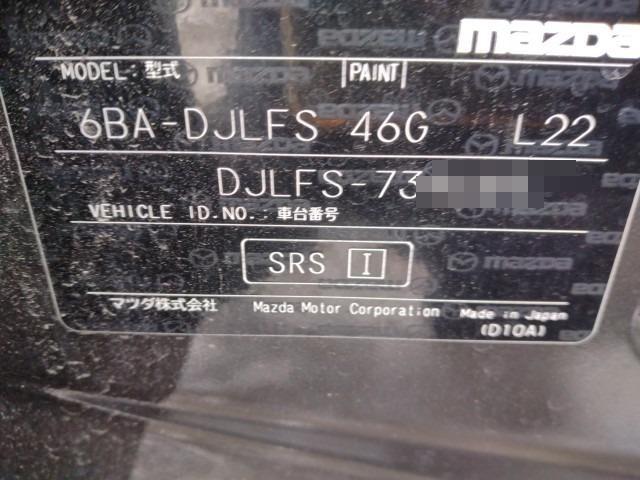 mazda
MODEL: 型式 PAINT
6BA-DJLFS 46G L22
DJLFS-73
VEHICLE ID.NO.: 車台番号
SRS I
マツダ株式会社 Mazda Motor Corporation Made in Japan
(D10A)